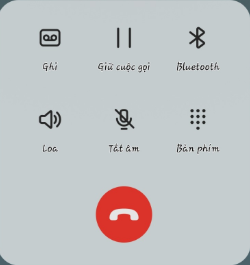 Ghi
Giữ cuộc gọi
Bluetooth
Loa
Tắt âm
Bàn phím